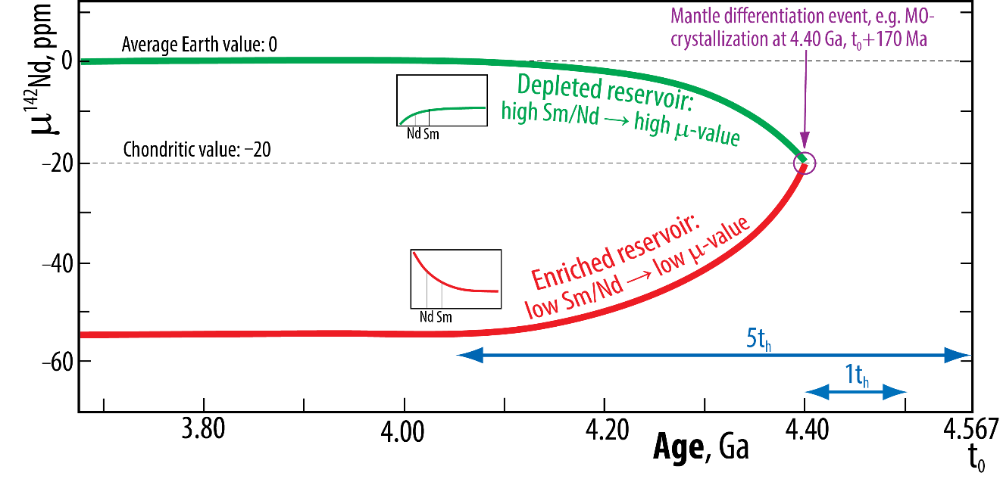 Mantle differentiation event, e.g. MO-
crystallization at 4.40 Ga, t₀+170 Ma
μ¹⁴²Nd, ppm
Average Earth value: 0
0
Depleted reservoir:
high Sm/Nd → high μ-value
Nd Sm
Chondritic value: –20
–20
Enriched reservoir:
low Sm/Nd → low μ-value
–40
Nd Sm
5tₕ
–60
1tₕ
3.80
4.00
4.20
4.40
4.567
Age, Ga
t₀